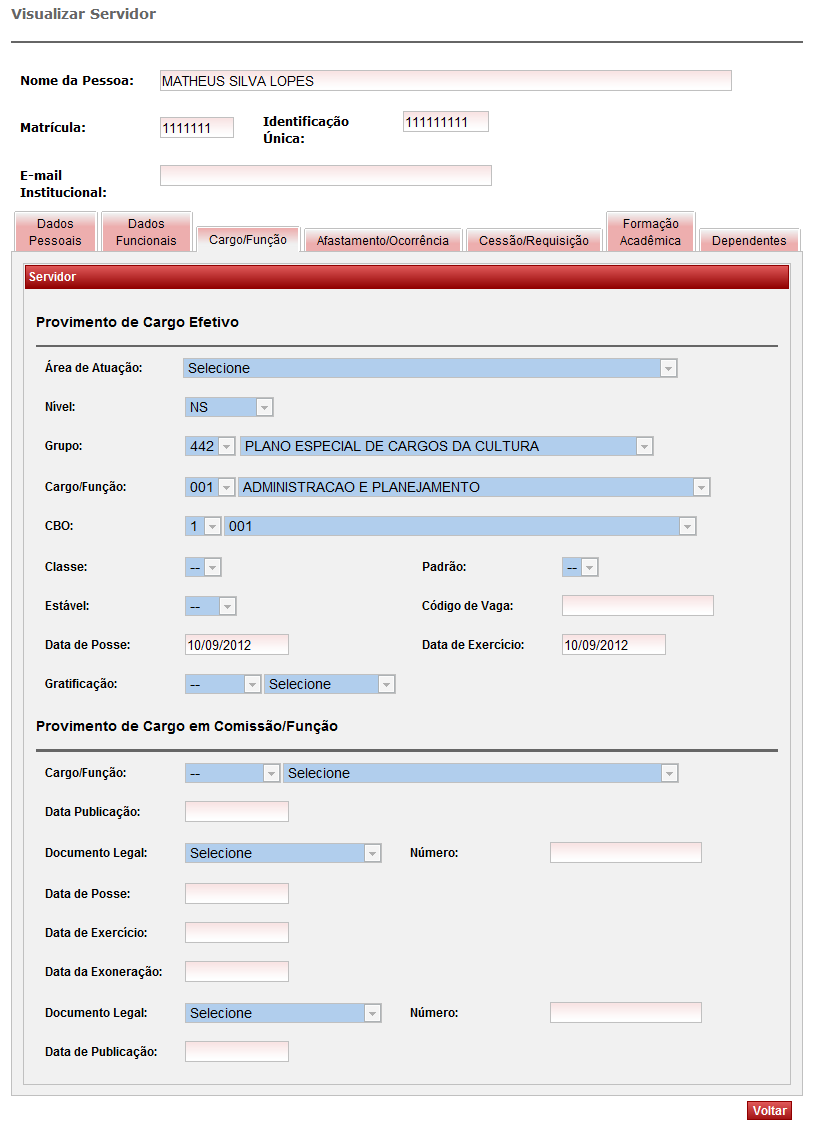 Visualizar Servidor
Nome da Pessoa: MATHEUS SILVA LOPES
Matrícula: 1111111 Identificação Única: 111111111
E-mail Institucional:
Dados Pessoais Dados Funcionais Cargo/Função Afastamento/Ocorrência Cessão/Requisição Formação Acadêmica Dependentes
Servidor
Provimento de Cargo Efetivo
Área de Atuação: Selecione
Nível: NS
Grupo: 442 PLANO ESPECIAL DE CARGOS DA CULTURA
Cargo/Função: 001 ADMINISTRACAO E PLANEJAMENTO
CBO: 1 001
Classe: -- Padrão: --
Estável: -- Código de Vaga:
Data de Posse: 10/09/2012 Data de Exercício: 10/09/2012
Gratificação: -- Selecione
Provimento de Cargo em Comissão/Função
Cargo/Função: -- Selecione
Data Publicação:
Documento Legal: Selecione Número:
Data de Posse:
Data de Exercício:
Data da Exoneração:
Documento Legal: Selecione Número:
Data de Publicação:
Voltar